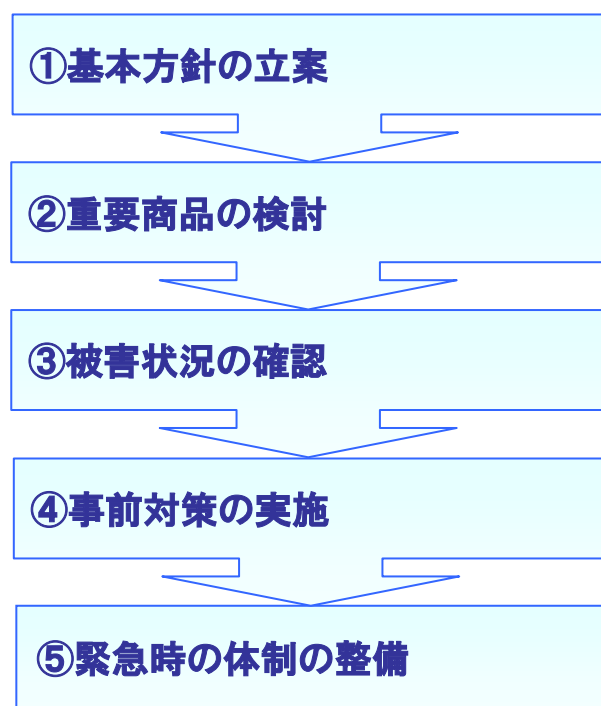 ①基本方針の立案
②重要商品の検討
③被害状況の確認
④事前対策の実施
⑤緊急時の体制の整備